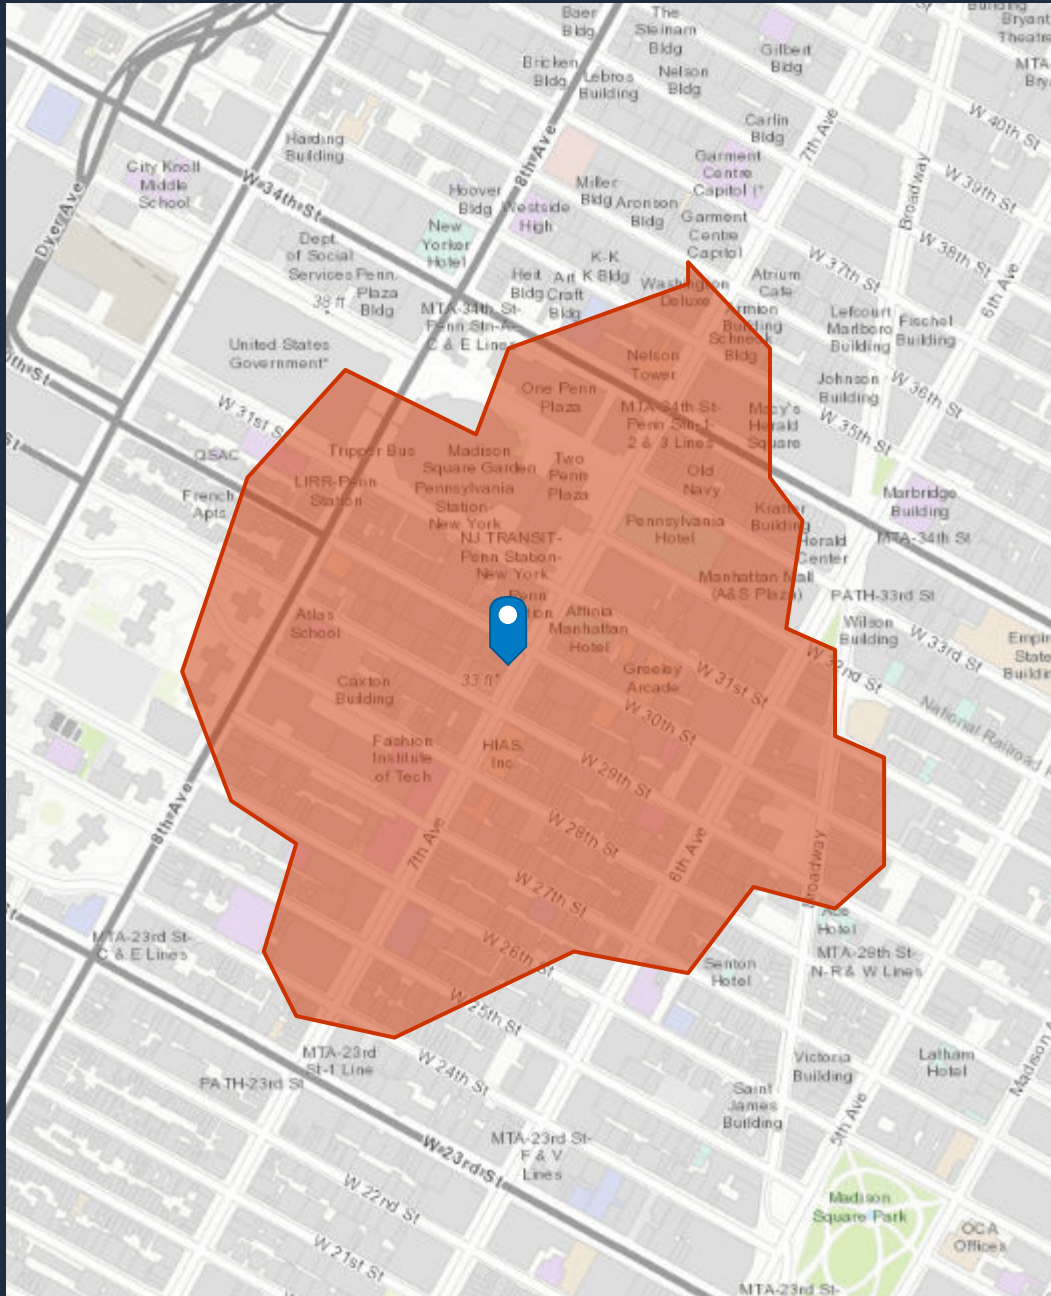 Baer
Bldg
The
Steinam
Bldg
Building
Bryant
Theatre
Gilbert
Bldg
Bricken
Bldg
Lebros
Building
Nelson
Bldg
MTA-
Bry
Carlin
Bldg
W 40th St
7th Ave
Harding
Building
8th Ave
City Knoll
Middle
School
W 34th St
Garment
Centre
Capitol (*
Broadway
W 39th St
Dyer Ave
Hoover
Bldg
Westside
High
Miller
Bldg
Aronson
Bldg
Garment
Centre
Capitol
New
Yorker
Hotel
Dept.
of Social
Services
Penn
Plaza
Bldg
38 ft
K-K
K Bldg
Heit
Bldg
Art
Craft
Bldg
Washington
Deluxe
Atrium
Cafe
W 37th St
W 38th St
6th Ave
MTA-34th St-
Penn Stn-A-
C & E Lines
Armion
Building
Schneck
Bldg
Lefcourt
Marlboro
Building
Fischel
Building
United States
Government*
Nelson
Tower
One Penn
Plaza
Johnson
Building
W 36th St
W 31st St
MTA-34th St-
Penn Stn-1-
2 & 3 Lines
Macy's
Herald
Square
W 35th St
QSAC
Tripper Bus
Madison
Square Garden
Two
Penn
Plaza
Old
Navy
LIRR-Penn
Station
Pennsylvania
Station-
New York
French
Apts
Marbridge
Building
Pennsylvania
Hotel
Kratter
Building
NJ TRANSIT-
Penn Station-
New York
Herald
Center
MTA-34th St
Manhattan Mall
(A&S Plaza)
PATH-33rd St
Penn
Atlas
School
Affinia
Manhattan
Hotel
Wilson
Building
W 33rd St
Empire
State
Building
W 32nd St
33 ft*
Greeley
Arcade
W 31st St
Caxton
Building
W 30th St
National Railroad
Fashion
Institute
of Tech
HIAS,
Inc
W 29th St
8th Ave
7th Ave
W 28th St
6th Ave
Broadway
W 27th St
Ace
Hotel
MTA-23rd St-
C & E Lines
W 26th St
Senton
Hotel
MTA-28th St-
N-R & W Lines
W 25th St
MTA-23rd
St-1 Line
W 24th St
PATH-23rd St
Victoria
Building
Latham
Hotel
Madison A
Saint
James
Building
5th Ave
W 23rd St
MTA-23rd St-
F & V
Lines
W 22nd St
Madison
Square Park
OCA
Offices
W 21st St
MTA-23rd St-